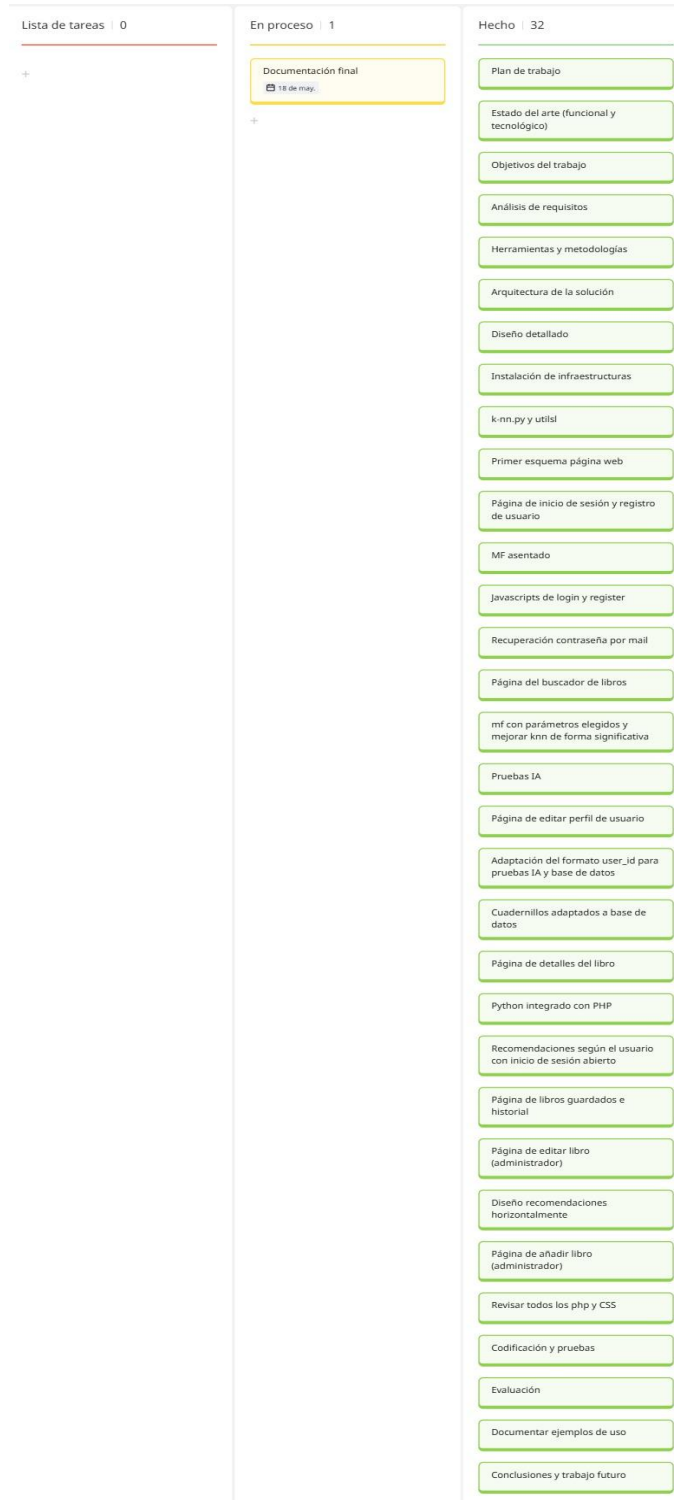 Lista de tareas | 0
+
En proceso | 1
Documentación final
18 de may.
+
Hecho | 32
Plan de trabajo
Estado del arte (funcional y
tecnológico)
Objetivos del trabajo
Análisis de requisitos
Herramientas y metodologías
Arquitectura de la solución
Diseño detallado
Instalación de infraestructuras
k-nn.py y utilsl
Primer esquema página web
Página de inicio de sesión y registro
de usuario
MF asentado
Javascripts de login y register
Recuperación contraseña por mail
Página del buscador de libros
mf con parámetros elegidos y
mejorar knn de forma significativa
Pruebas IA
Página de editar perfil de usuario
Adaptación del formato user_id para
pruebas IA y base de datos
Cuadernillos adaptados a base de
datos
Página de detalles del libro
Python integrado con PHP
Recomendaciones según el usuario
con inicio de sesión abierto
Página de libros guardados e
historial
Página de editar libro
(administrador)
Diseño recomendaciones
horizontalmente
Página de añadir libro
(administrador)
Revisar todos los php y CSS
Codificación y pruebas
Evaluación
Documentar ejemplos de uso
Conclusiones y trabajo futuro